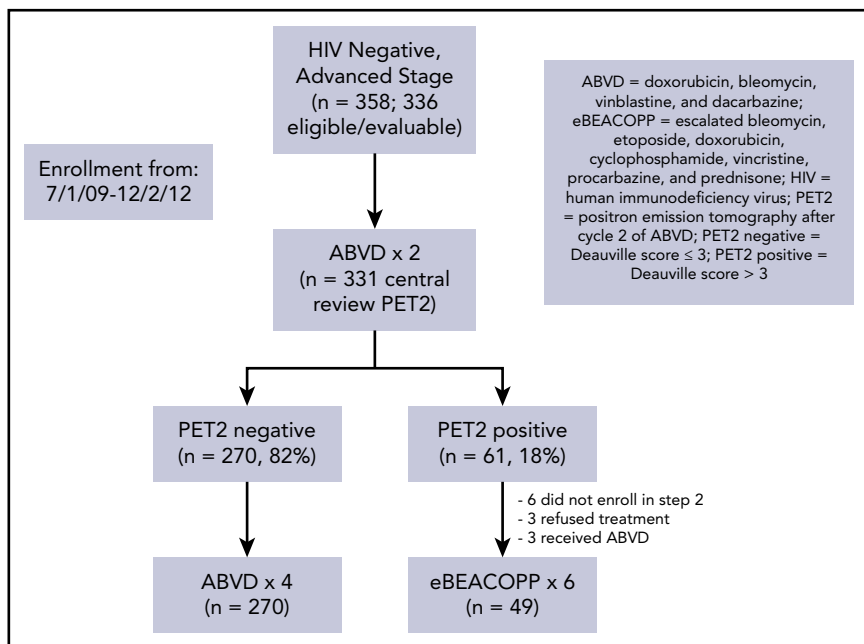 HIV Negative,
Advanced Stage
(n = 358; 336
eligible/evaluable)
ABVD = doxorubicin, bleomycin,
vinblastine, and dacarbazine;
eBEACOPP = escalated bleomycin,
etoposide, doxorubicin,
cyclophosphamide, vincristine,
procarbazine, and prednisone; HIV =
human immunodeficiency virus; PET2
= positron emission tomography after
cycle 2 of ABVD; PET2 negative =
Deauville score ≤ 3; PET2 positive =
Deauville score > 3
Enrollment from:
7/1/09-12/2/12
ABVD x 2
(n = 331 central
review PET2)
PET2 negative
(n = 270, 82%)
PET2 positive
(n = 61, 18%)
- 6 did not enroll in step 2
- 3 refused treatment
- 3 received ABVD
ABVD x 4
(n = 270)
eBEACOPP x 6
(n = 49)